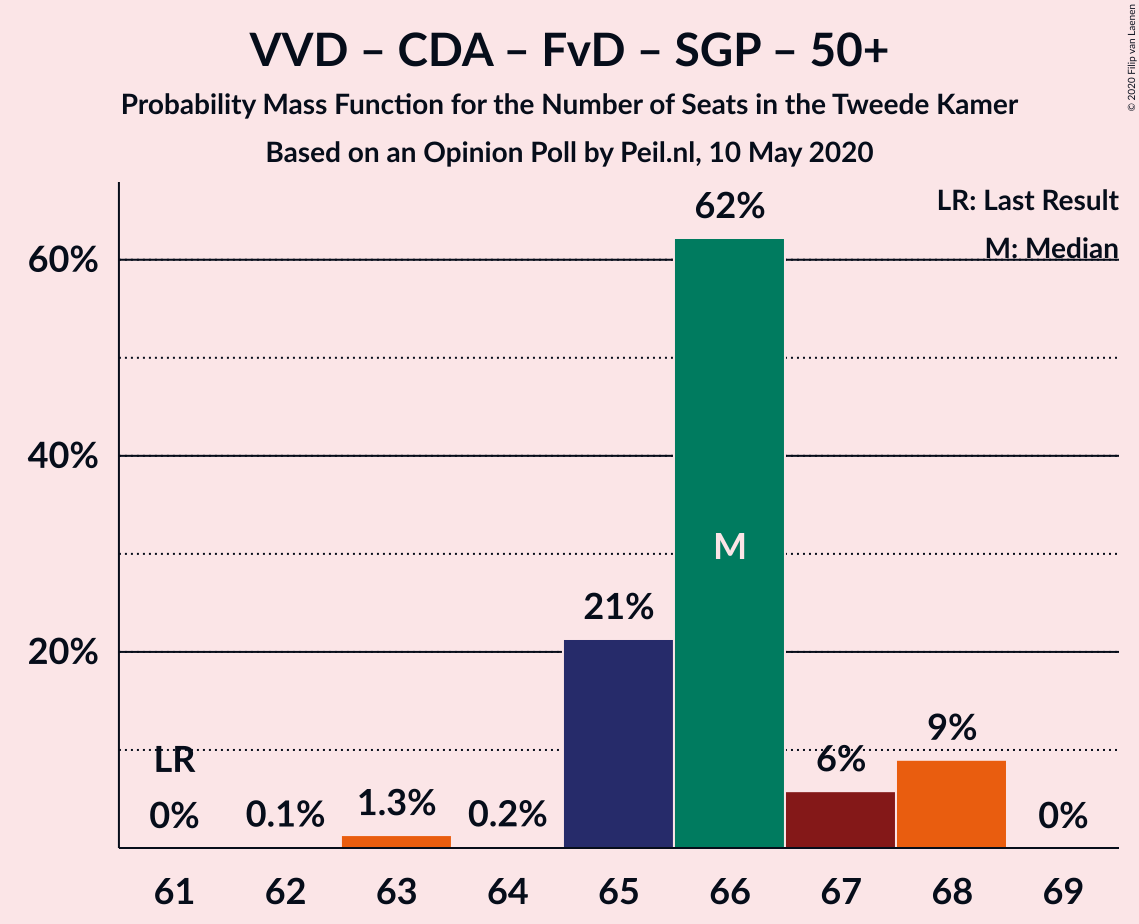 VVD – CDA – FvD – SGP – 50+
Probability Mass Function for the Number of Seats in the Tweede Kamer
Based on an Opinion Poll by Peil.nl, 10 May 2020
© 2020 Filip van Laenen
LR: Last Result
M: Median
62%
60%
40%
M
21%
20%
9%
LR
6%
0%
0.1%
1.3%
0.2%
0%
61 62 63 64 65 66 67 68 69